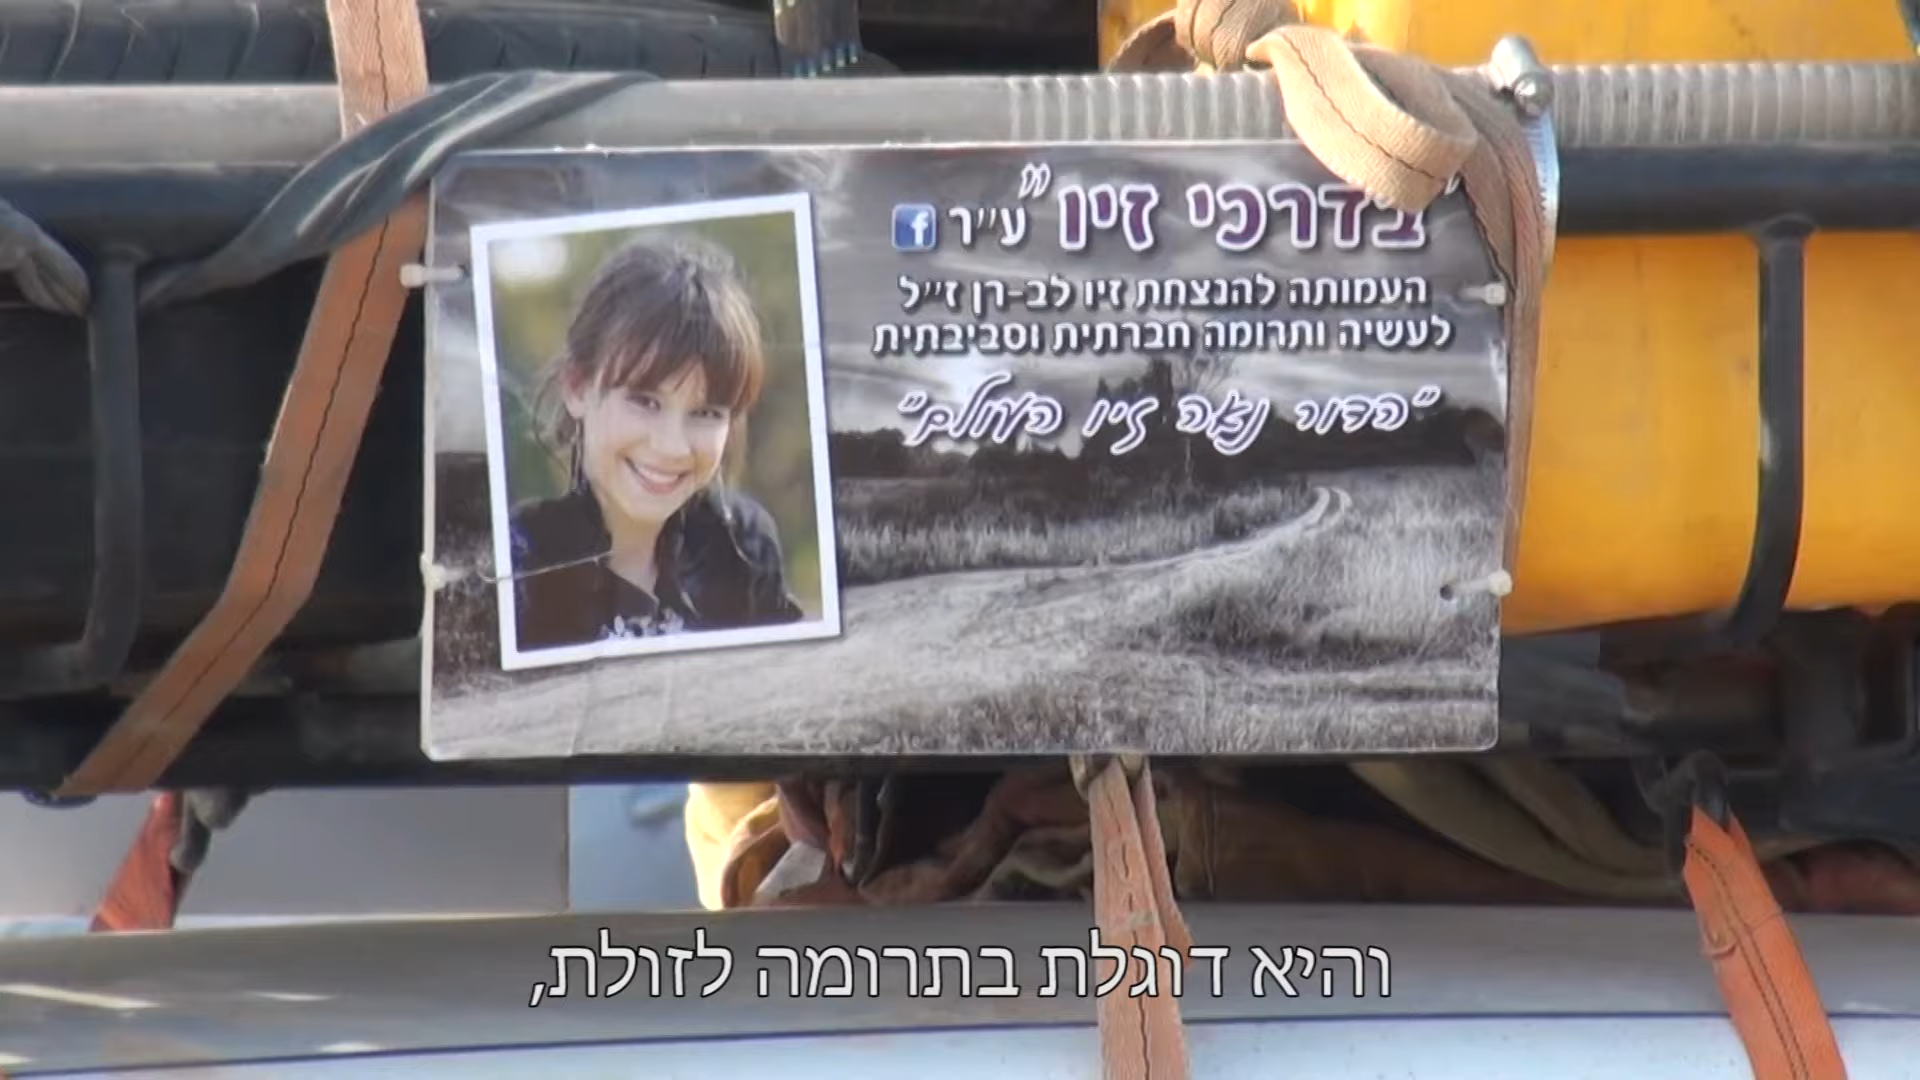 "בדרכי זיו" ע״ר
העמותה להנצחת זיו לב-רן ז״ל
לעשיה ותרומה חברתית וסביבתית
"הדור נאה זיו העולם"
והיא דוגלת בתרומה לזולת,